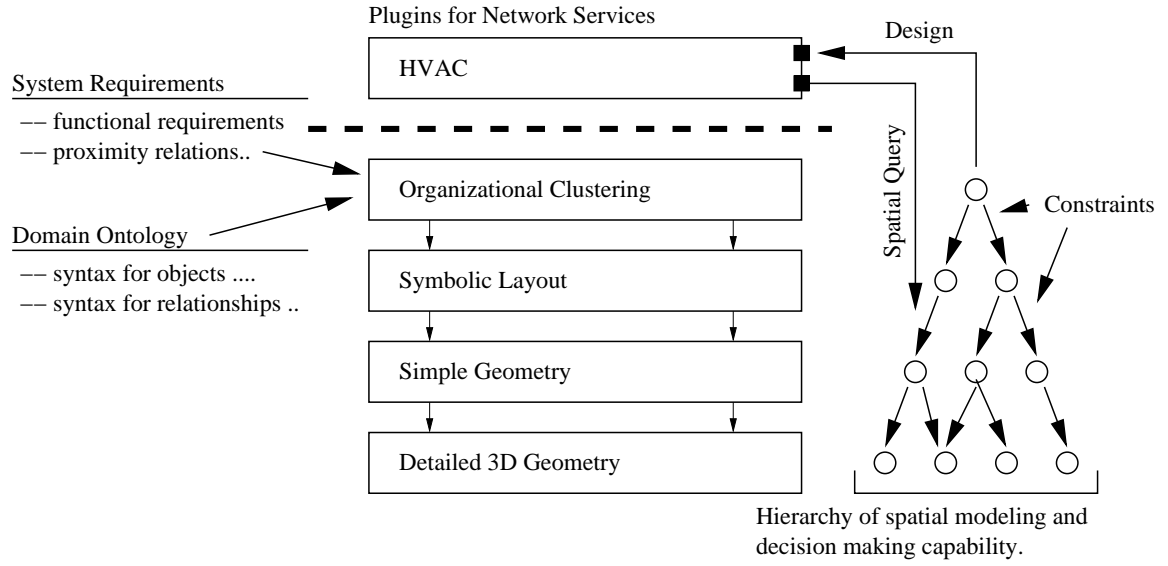 Plugins for Network Services
HVAC
Design
System Requirements
−− functional requirements
−− proximity relations..
Domain Ontology
−− syntax for objects ....
−− syntax for relationships ..
Organizational Clustering
Symbolic Layout
Simple Geometry
Detailed 3D Geometry
Spatial Query
Constraints
Hierarchy of spatial modeling and
decision making capability.